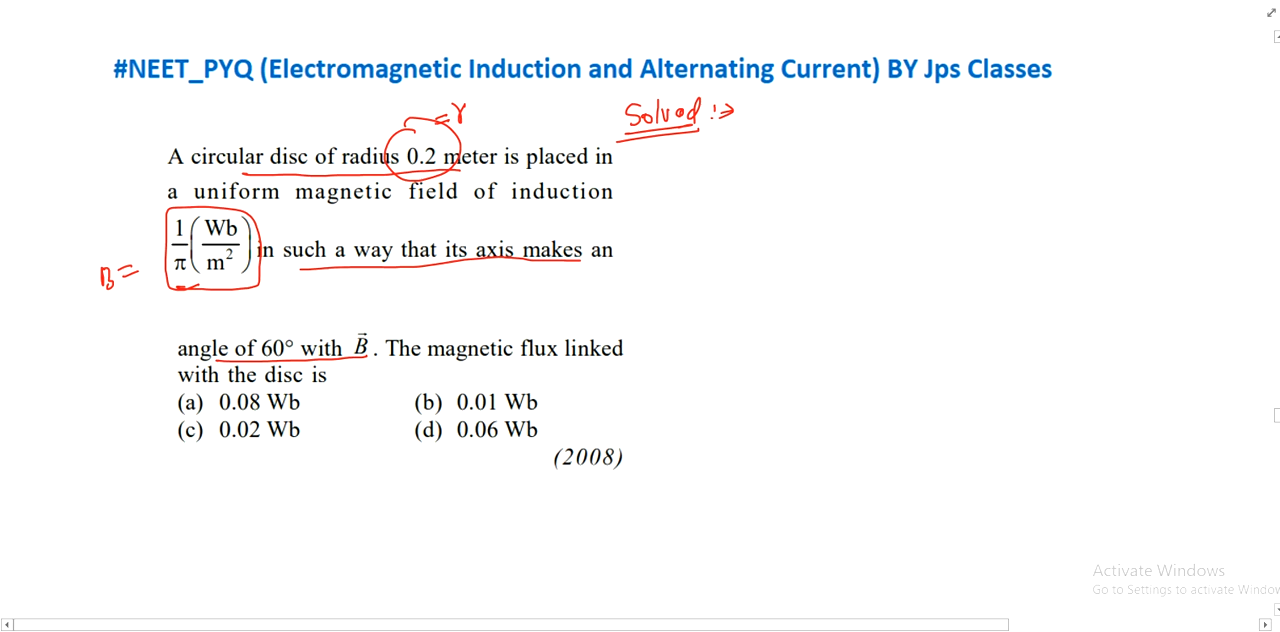 #NEET_PYQ (Electromagnetic Induction and Alternating Current) BY Jps Classes
r
Solved :⇒
A circular disc of radius 0.2 meter is placed in
a uniform magnetic field of induction
B = 1/π (Wb/m²) in such a way that its axis makes an
angle of 60° with B⃗. The magnetic flux linked
with the disc is
(a) 0.08 Wb (b) 0.01 Wb
(c) 0.02 Wb (d) 0.06 Wb
(2008)
Activate Windows
Go to Settings to activate Window